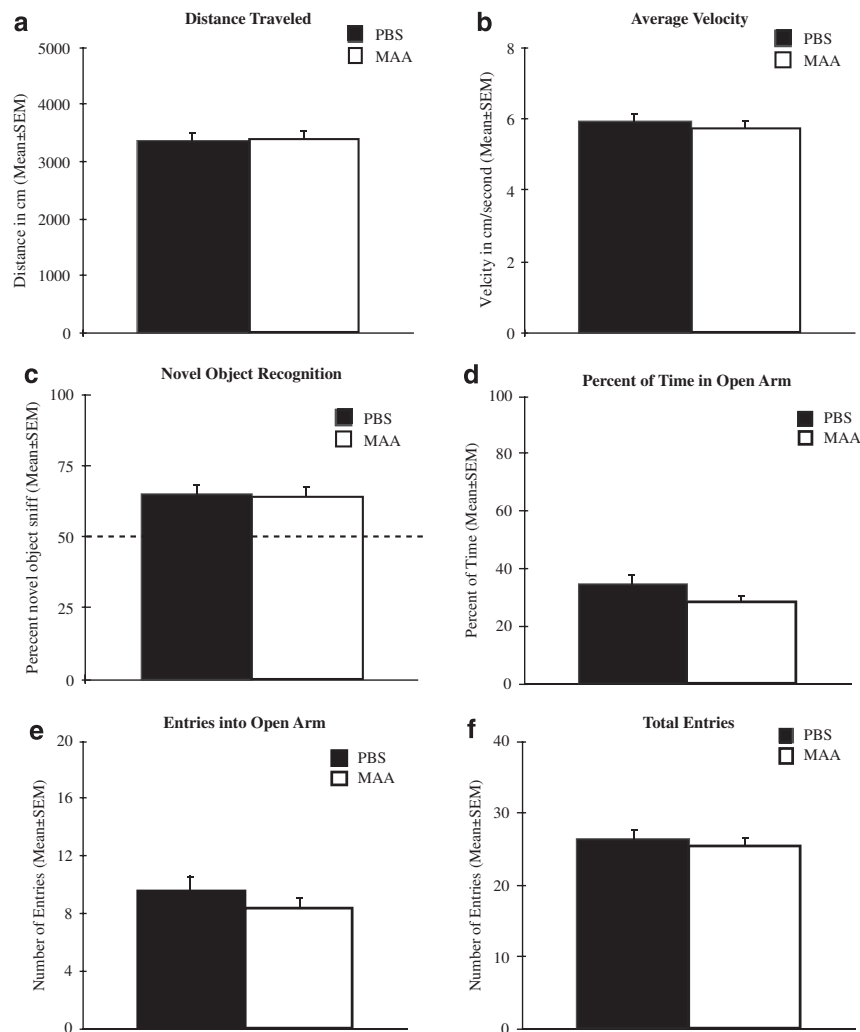 a
Distance Traveled
PBS
MAA
5000
4000
3000
2000
1000
0
Distance in cm (Mean±SEM)
b
Average Velocity
PBS
MAA
8
6
4
2
0
Velcity in cm/second (Mean±SEM)
c
Novel Object Recognition
PBS
MAA
100
75
50
25
0
Perecent novel object sniff (Mean±SEM)
d
Percent of Time in Open Arm
PBS
MAA
100
80
60
40
20
0
Percent of Time (Mean±SEM)
e
Entries into Open Arm
PBS
MAA
20
16
12
8
4
0
Number of Entries (Mean±SEM)
f
Total Entries
PBS
MAA
40
30
20
10
0
Number of Entries (Mean±SEM)